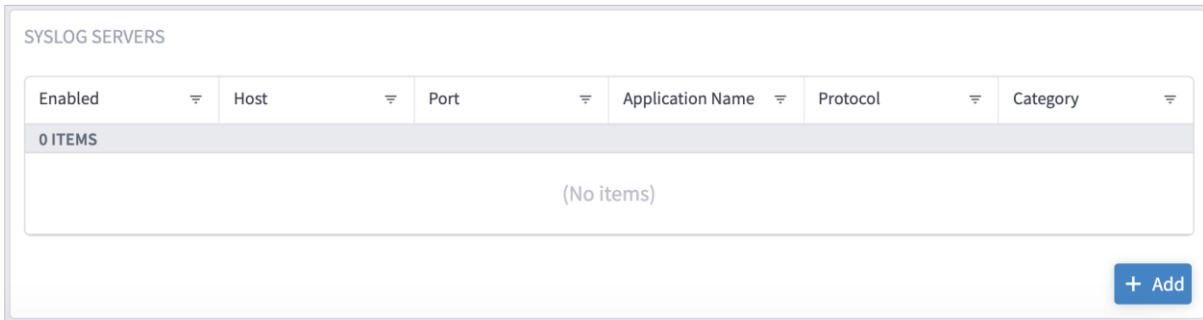 SYSLOG SERVERS
Enabled Host Port Application Name Protocol Category
0 ITEMS
(No items)
+ Add